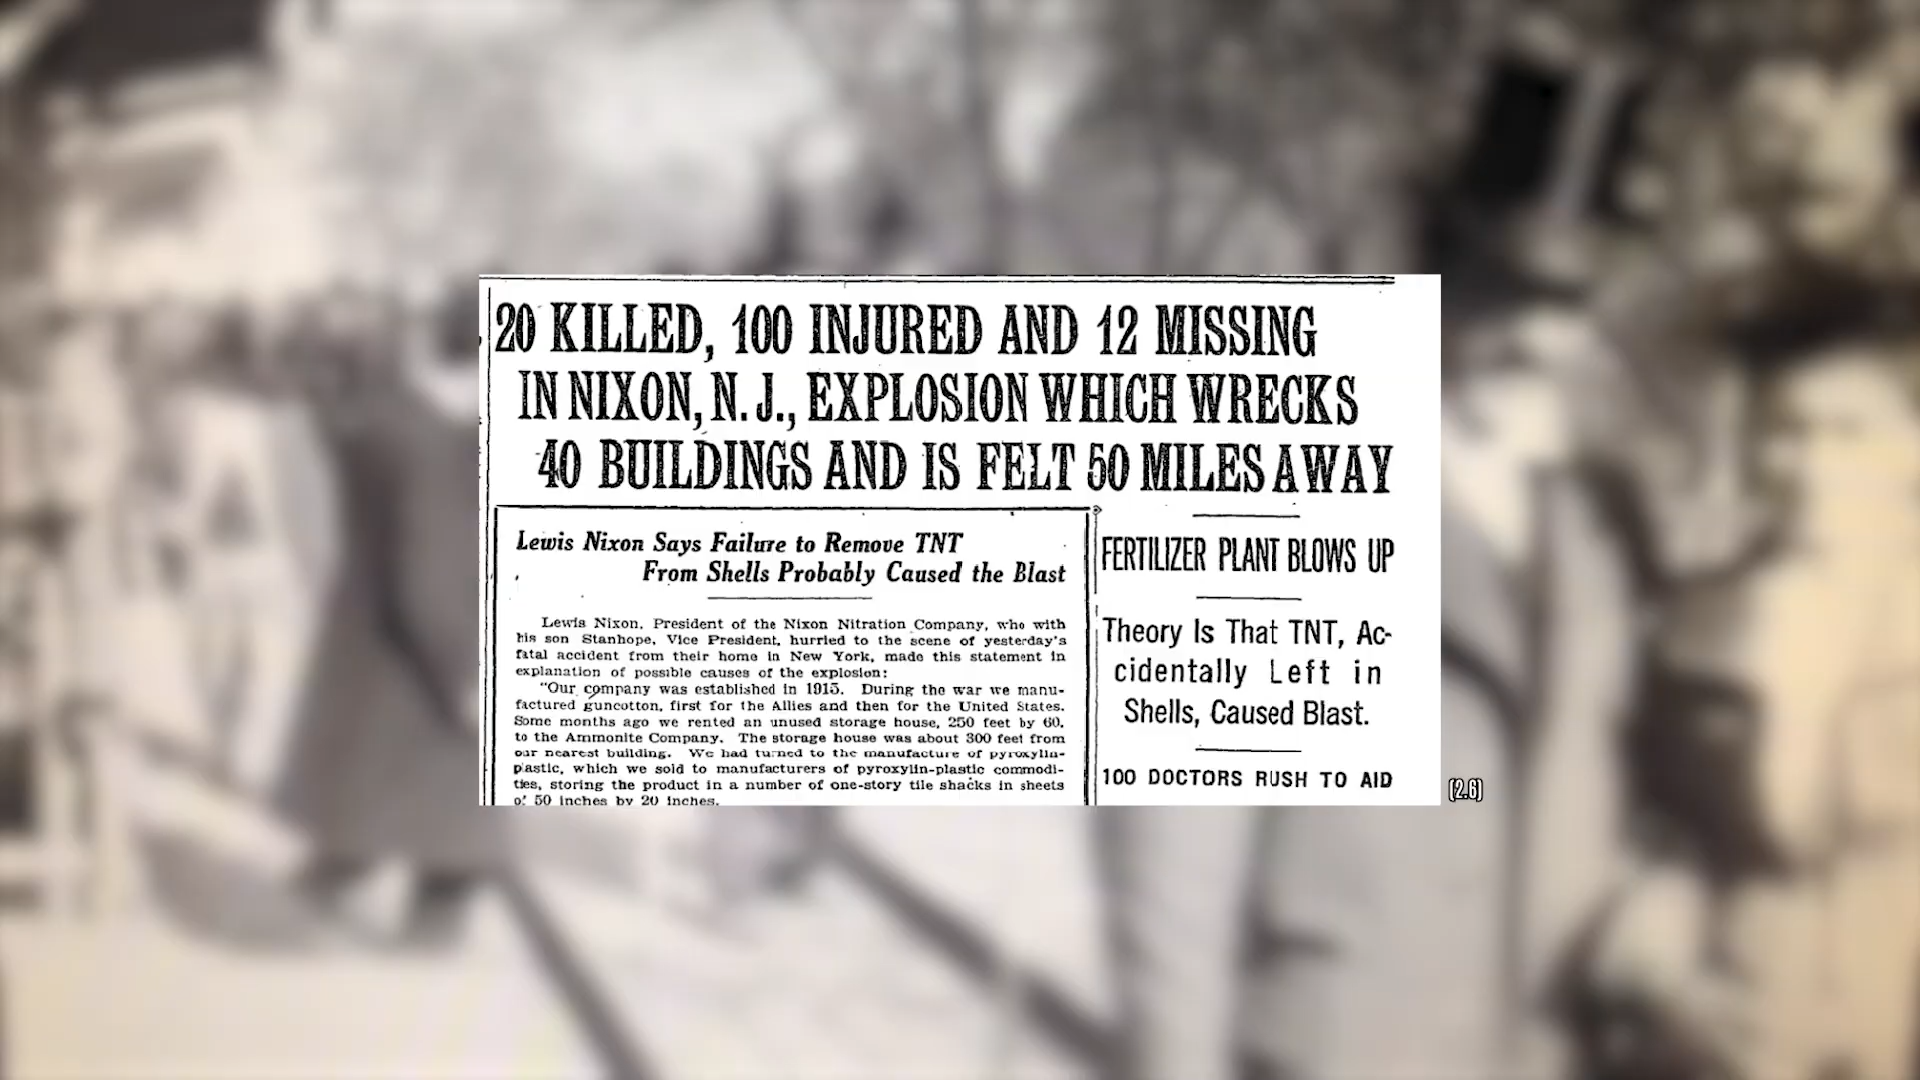 20 KILLED, 100 INJURED AND 12 MISSING
IN NIXON, N. J., EXPLOSION WHICH WRECKS
40 BUILDINGS AND IS FELT 50 MILES AWAY
Lewis Nixon Says Failure to Remove TNT
From Shells Probably Caused the Blast
Lewis Nixon, President of the Nixon Nitration Company, who with
his son Stanhope, Vice President, hurried to the scene of yesterday's
fatal accident from their home in New York, made this statement in
explanation of possible causes of the explosion:
"Our company was established in 1915. During the war we manu-
factured guncotton, first for the Allies and then for the United States.
Some months ago we rented an unused storage house, 250 feet by 60,
to the Ammonite Company. The storage house was about 300 feet from
our nearest building. We had turned to the manufacture of pyroxylin-
plastic, which we sold to manufacturers of pyroxylin-plastic commodi-
ties, storing the product in a number of one-story tile shacks in sheets
of 50 inches by 20 inches.
FERTILIZER PLANT BLOWS UP
Theory Is That TNT, Ac-
cidentally Left in
Shells, Caused Blast.
100 DOCTORS RUSH TO AID
(2.6)